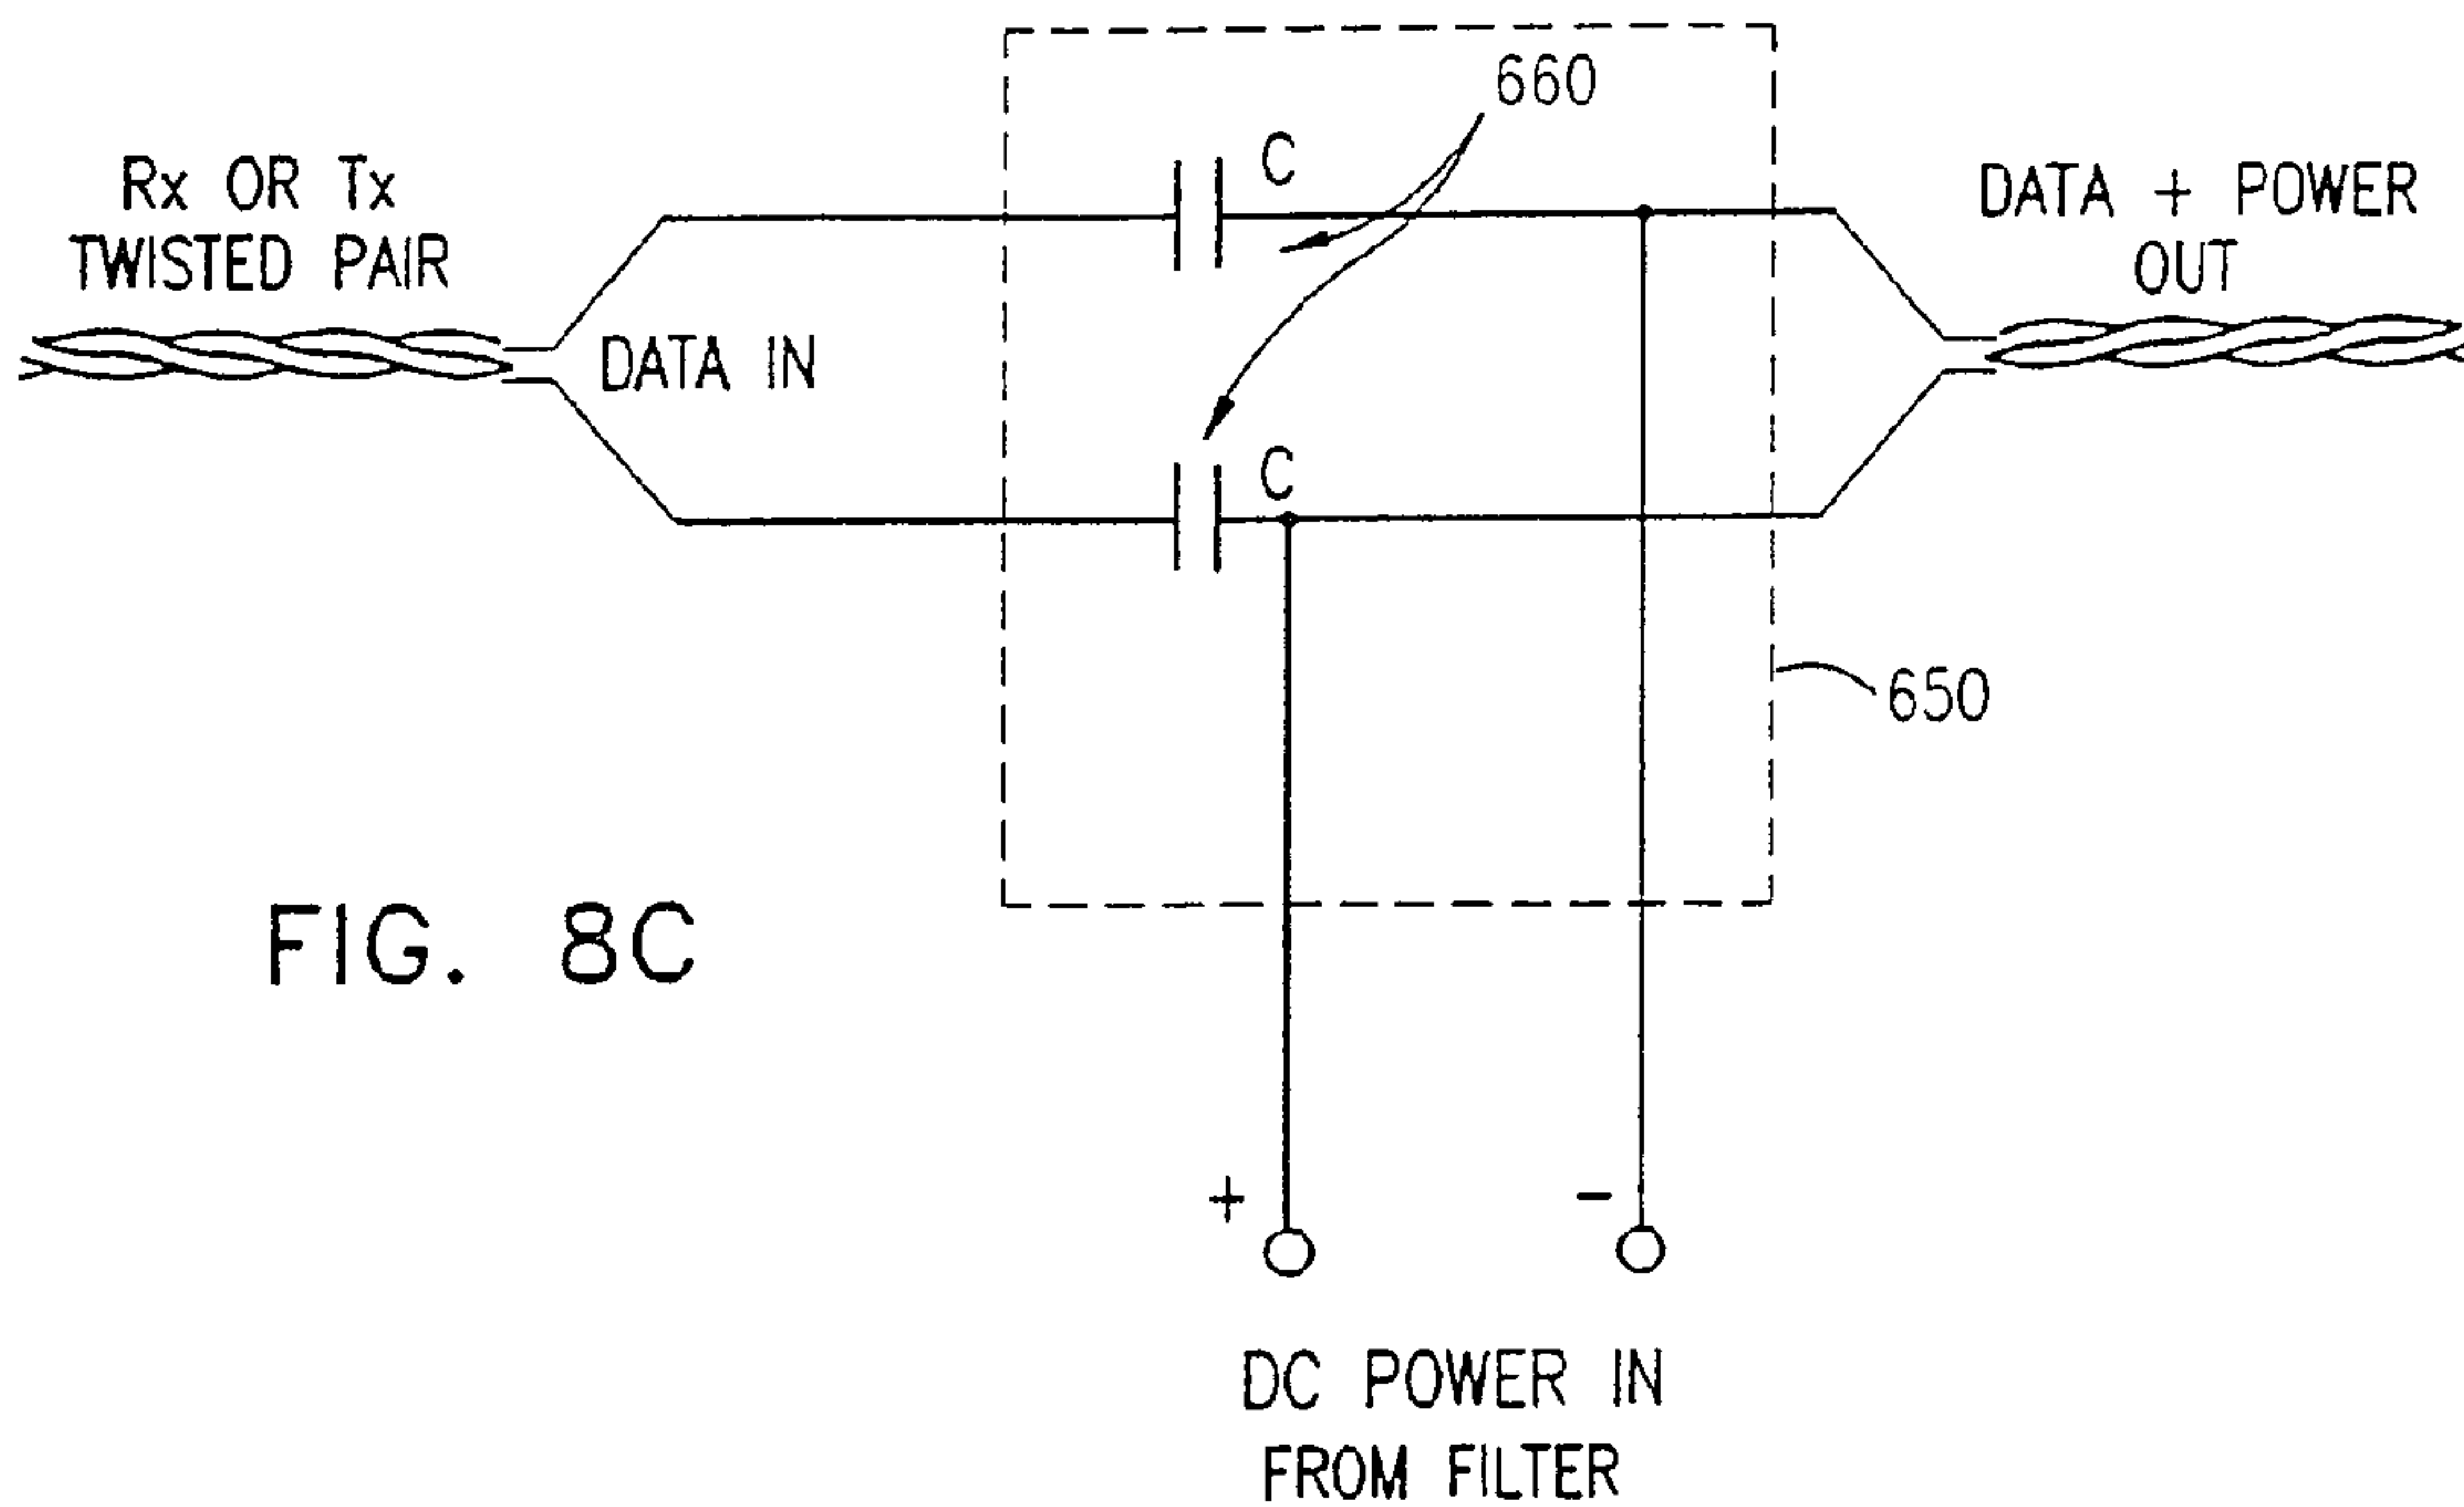 660
C
Rx OR Tx
TWISTED PAIR
DATA + POWER
OUT
DATA IN
C
650
FIG. 8C
+
-
DC POWER IN
FROM FILTER